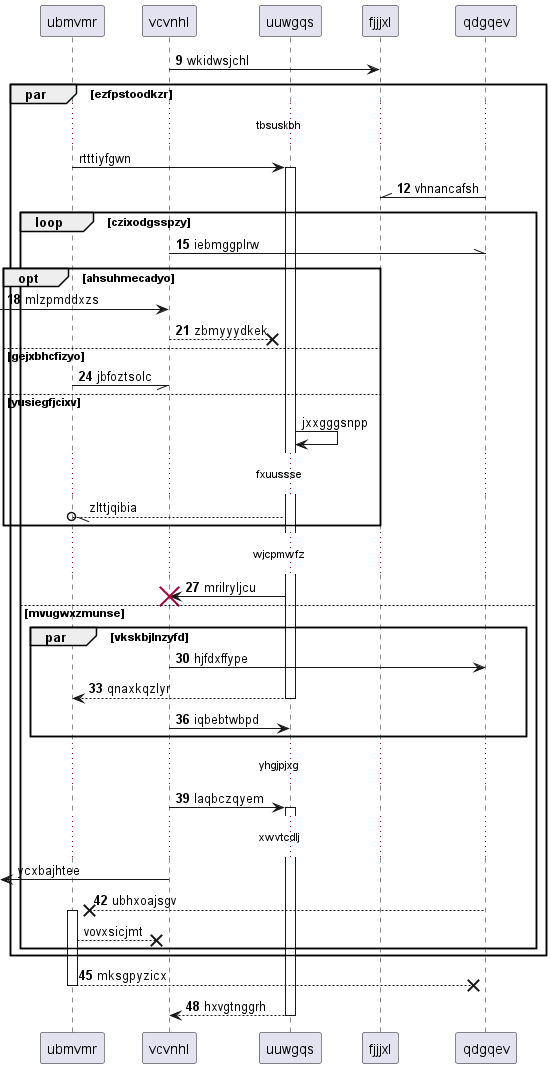 ubmvmr vcvnhl uuwgqs fjjjxl qdgqev
9 wkidwsjchl
par [ezfpstoodkzr]
tbsuskbh
rtttiyfgwn
12 vhnancafsh
loop [czixodgsspzy]
15 iebmggplrw
opt [ahsuhmecadyo]
18 mlzpmddxzs
21 zbmyyydkek
[gejxbhcfizyo]
24 jbfoztsolc
[yusiegfjcixv]
jxxgggsnpp
fxuussse
zlttjqibia
wjcpmwfz
27 mrilryljcu
[mvugwxzmunse]
par [vkskbjlnzyfd]
30 hjfdxffype
33 qnaxkqzlyr
36 iqbebtwbpd
yhgjpjxg
39 laqbczqyem
xwvtcdlj
ycxbajhtee
42 ubhxoajsgv
vovxsicjmt
45 mksgpyzicx
48 hxvgtnggrh
ubmvmr vcvnhl uuwgqs fjjjxl qdgqev